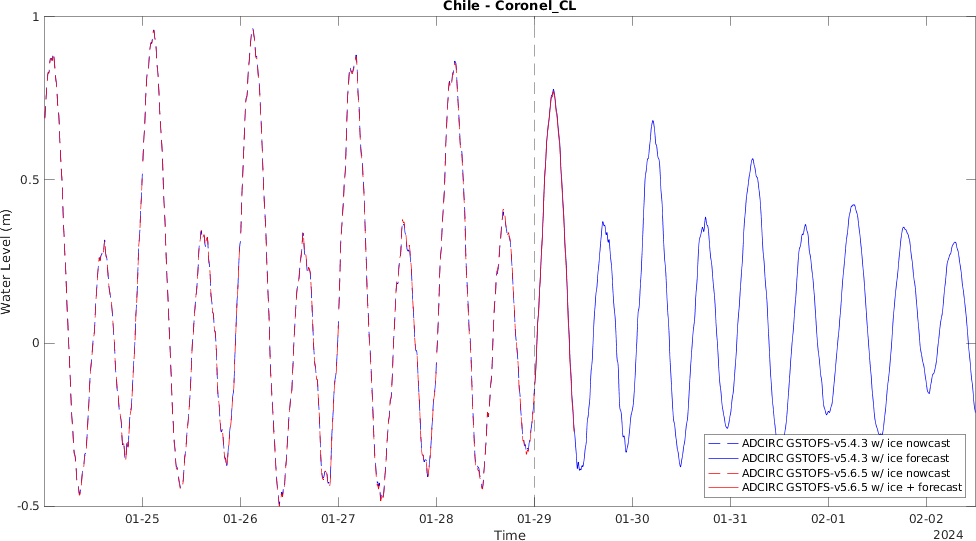 Chile - Coronel_CL
1
0.5
0
-0.5
Water Level (m)
01-25
01-26
01-27
01-28
01-29
01-30
01-31
02-01
02-02
Time
2024
ADCIRC GSTOFS-v5.4.3 w/ ice nowcast
ADCIRC GSTOFS-v5.4.3 w/ ice forecast
ADCIRC GSTOFS-v5.6.5 w/ ice nowcast
ADCIRC GSTOFS-v5.6.5 w/ ice + forecast